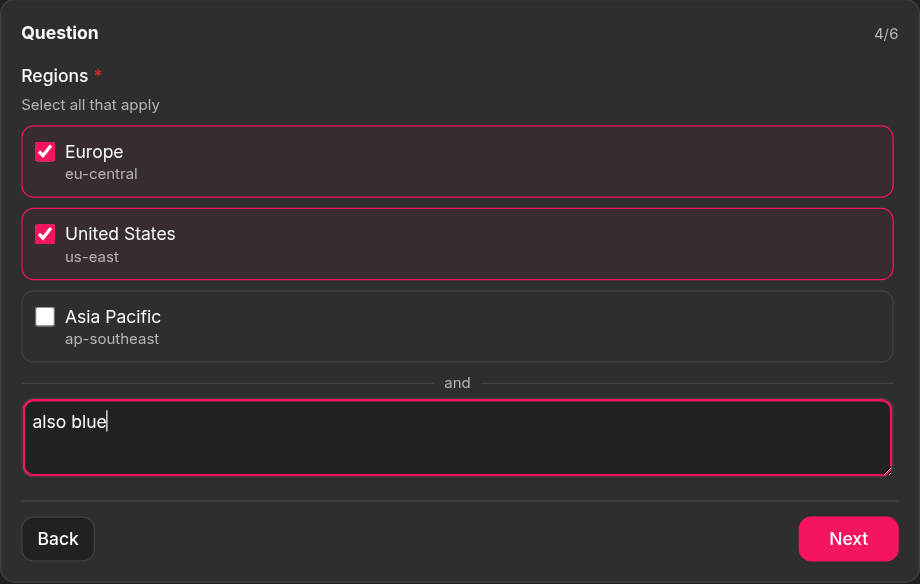 Question
4/6
Regions *
Select all that apply
Europe
eu-central
United States
us-east
Asia Pacific
ap-southeast
and
also blue
Back
Next